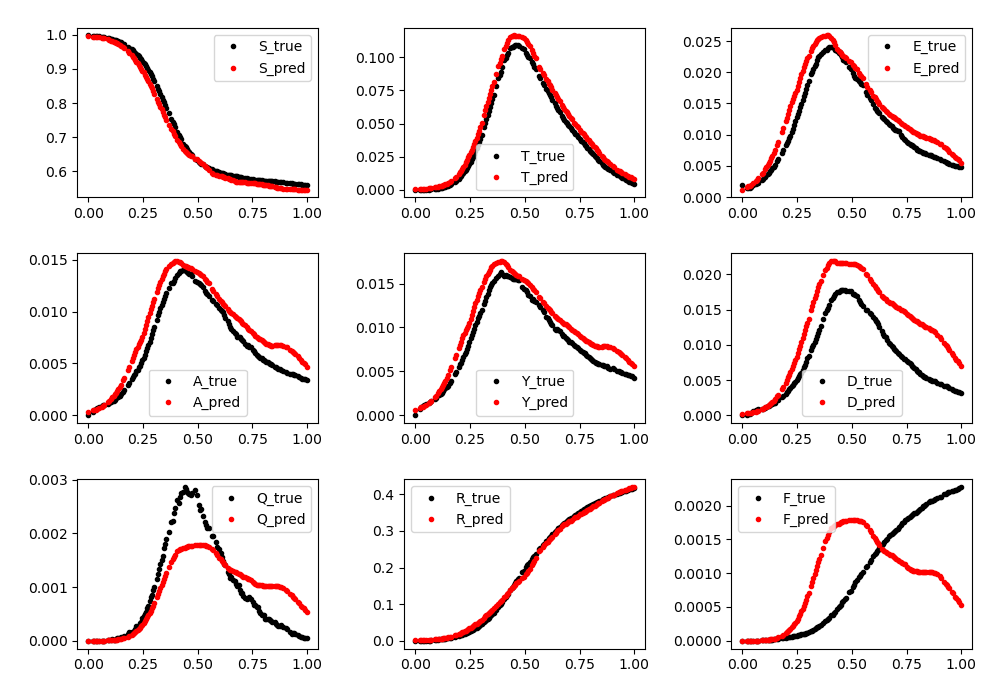 1.0
0.9
0.8
0.7
0.6
0.00 0.25 0.50 0.75 1.00
S_true
S_pred
0.100
0.075
0.050
0.025
0.000
0.00 0.25 0.50 0.75 1.00
T_true
T_pred
0.025
0.020
0.015
0.010
0.005
0.000
0.00 0.25 0.50 0.75 1.00
E_true
E_pred
0.015
0.010
0.005
0.000
0.00 0.25 0.50 0.75 1.00
A_true
A_pred
0.015
0.010
0.005
0.000
0.00 0.25 0.50 0.75 1.00
Y_true
Y_pred
0.020
0.015
0.010
0.005
0.000
0.00 0.25 0.50 0.75 1.00
D_true
D_pred
0.003
0.002
0.001
0.000
0.00 0.25 0.50 0.75 1.00
Q_true
Q_pred
0.4
0.3
0.2
0.1
0.0
0.00 0.25 0.50 0.75 1.00
R_true
R_pred
0.0020
0.0015
0.0010
0.0005
0.0000
0.00 0.25 0.50 0.75 1.00
F_true
F_pred